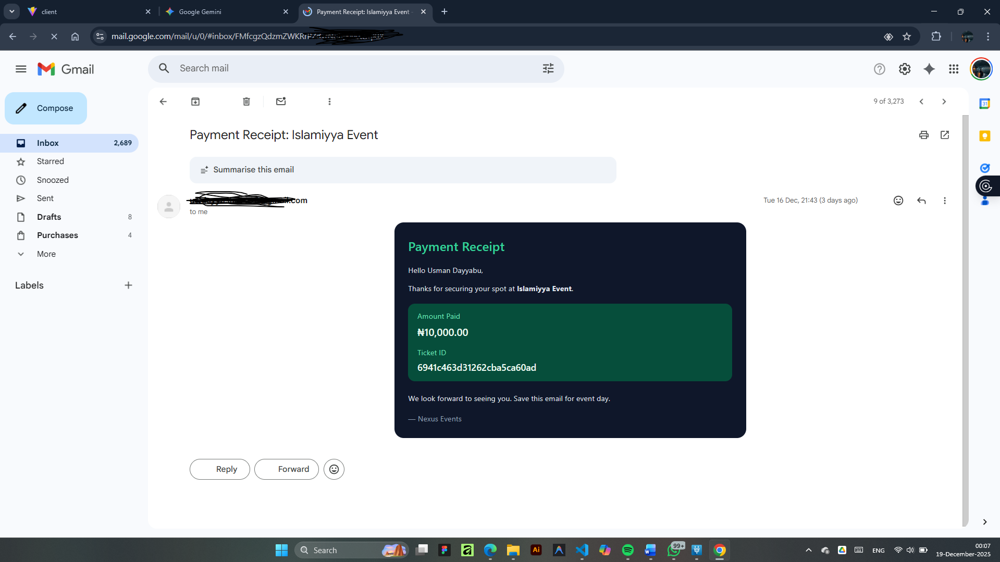 client
Google Gemini
Payment Receipt: Islamiyya Event
mail.google.com/mail/u/0/#inbox/FMfcgzQdzmZWKR
Gmail
Search mail
Compose
9 of 3,273
Inbox 2,689
Starred
Snoozed
Sent
Drafts 8
Purchases 4
More
Labels
Payment Receipt: Islamiyya Event
Summarise this email
.com
Tue 16 Dec, 21:43 (3 days ago)
to me
Payment Receipt
Hello Usman Dayyabu,
Thanks for securing your spot at Islamiyya Event.
Amount Paid
₦10,000.00
Ticket ID
6941c463d31262cba5ca60ad
We look forward to seeing you. Save this email for event day.
— Nexus Events
Reply
Forward
31
Search
Ai
99+
ENG
00:07
19-December-2025